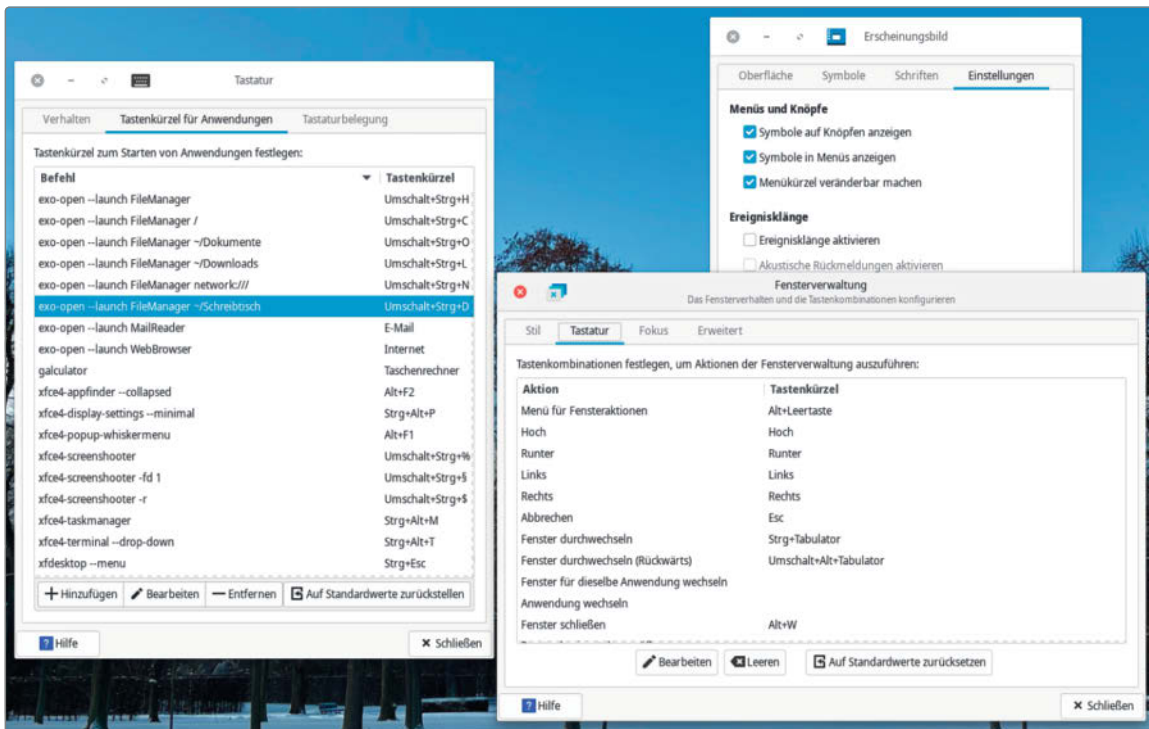 Tastatur
Verhalten Tastenkürzel für Anwendungen Tastaturbelegung
Tastenkürzel zum Starten von Anwendungen festlegen:
Befehl Tastenkürzel
exo-open --launch FileManager Umschalt+Strg+H
exo-open --launch FileManager / Umschalt+Strg+C
exo-open --launch FileManager ~/Dokumente Umschalt+Strg+O
exo-open --launch FileManager ~/Downloads Umschalt+Strg+L
exo-open --launch FileManager network:/// Umschalt+Strg+N
exo-open --launch FileManager ~/Schreibtisch Umschalt+Strg+D
exo-open --launch MailReader E-Mail
exo-open --launch WebBrowser Internet
galculator Taschenrechner
xfce4-appfinder --collapsed Alt+F2
xfce4-display-settings --minimal Strg+Alt+P
xfce4-popup-whiskermenu Alt+F1
xfce4-screenshooter Umschalt+Strg+%
xfce4-screenshooter -fd 1 Umschalt+Strg+§
xfce4-screenshooter -r Umschalt+Strg+$
xfce4-taskmanager Strg+Alt+M
xfce4-terminal --drop-down Strg+Alt+T
xfdesktop --menu Strg+Esc
Hinzufügen Bearbeiten Entfernen Auf Standardwerte zurückstellen
Hilfe Schließen
Erscheinungsbild
Oberfläche Symbole Schriften Einstellungen
Menüs und Knöpfe
Symbole auf Knöpfen anzeigen
Symbole in Menüs anzeigen
Menükürzel veränderbar machen
Ereignisklänge
Ereignisklänge aktivieren
Akustische Rückmeldungen aktivieren
Fensterverwaltung
Das Fensterverhalten und die Tastenkombinationen konfigurieren
Stil Tastatur Fokus Erweitert
Tastenkombinationen festlegen, um Aktionen der Fensterverwaltung auszuführen:
Aktion Tastenkürzel
Menü für Fensteraktionen Alt+Leertaste
Hoch Hoch
Runter Runter
Links Links
Rechts Rechts
Abbrechen Esc
Fenster durchwechseln Strg+Tabulator
Fenster durchwechseln (Rückwärts) Umschalt+Alt+Tabulator
Fenster für dieselbe Anwendung wechseln
Anwendung wechseln
Fenster schließen Alt+W
Bearbeiten Leeren Auf Standardwerte zurücksetzen
Hilfe Schließen